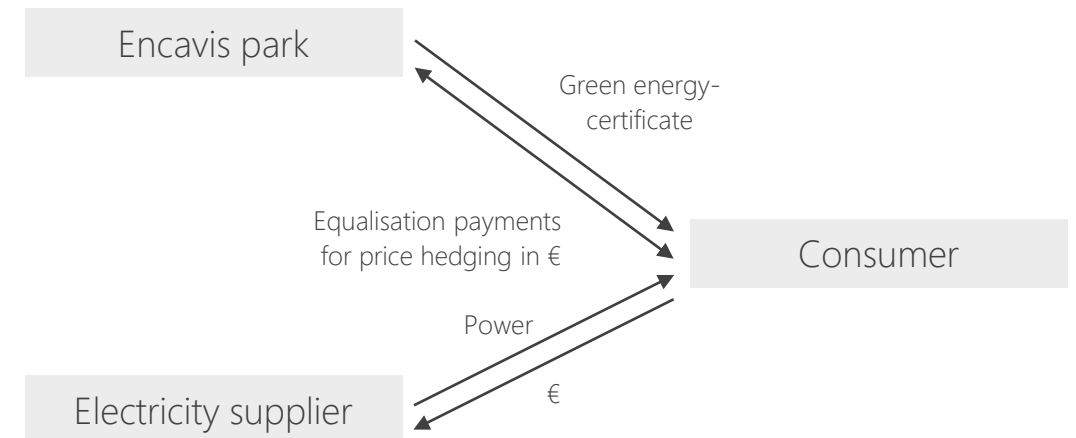 Encavis park
Green energy-
certificate
Equalisation payments
for price hedging in €
Consumer
Power
€
Electricity supplier